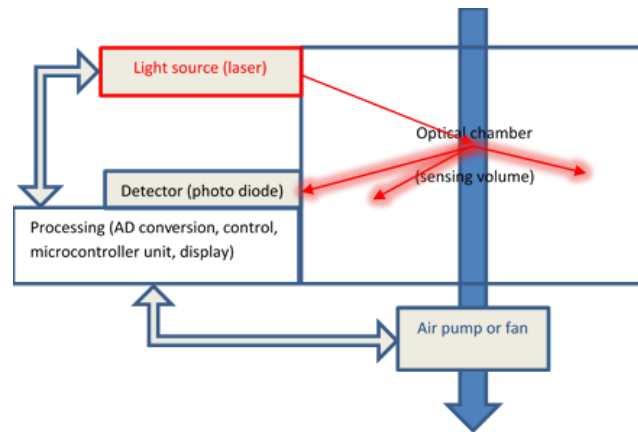 Light source (laser)
Optical chamber
(sensing volume)
Detector (photo diode)
Processing (AD conversion, control,
microcontroller unit, display)
Air pump or fan